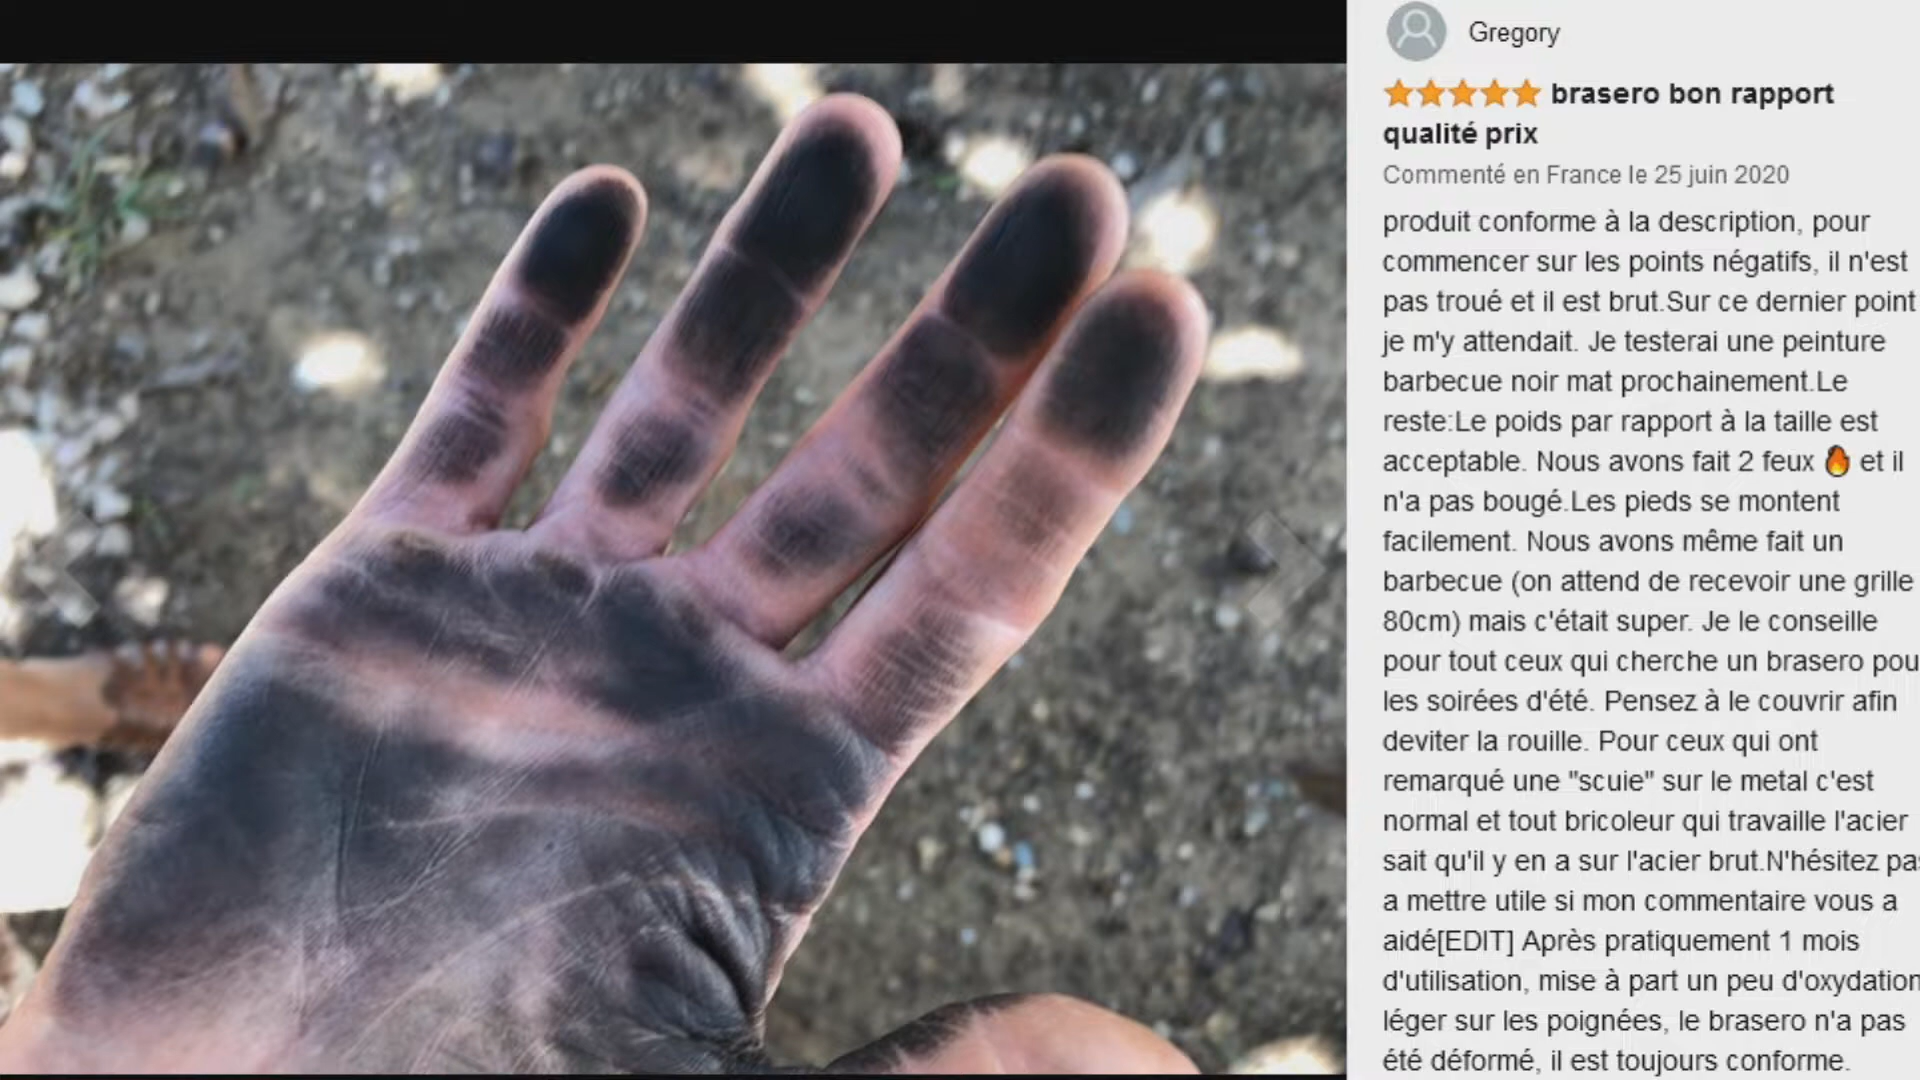 Gregory
brasero bon rapport
qualité prix
Commenté en France le 25 juin 2020
produit conforme à la description, pour
commencer sur les points négatifs, il n'est
pas troué et il est brut.Sur ce dernier point
je m'y attendait. Je testerai une peinture
barbecue noir mat prochainement.Le
reste:Le poids par rapport à la taille est
acceptable. Nous avons fait 2 feux 🔥 et il
n'a pas bougé.Les pieds se montent
facilement. Nous avons même fait un
barbecue (on attend de recevoir une grille
80cm) mais c'était super. Je le conseille
pour tout ceux qui cherche un brasero pou
les soirées d'été. Pensez à le couvrir afin
deviter la rouille. Pour ceux qui ont
remarqué une "scuie" sur le metal c'est
normal et tout bricoleur qui travaille l'acier
sait qu'il y en a sur l'acier brut.N'hésitez pas
a mettre utile si mon commentaire vous a
aidé[EDIT] Après pratiquement 1 mois
d'utilisation, mise à part un peu d'oxydation
léger sur les poignées, le brasero n'a pas
été déformé, il est toujours conforme.